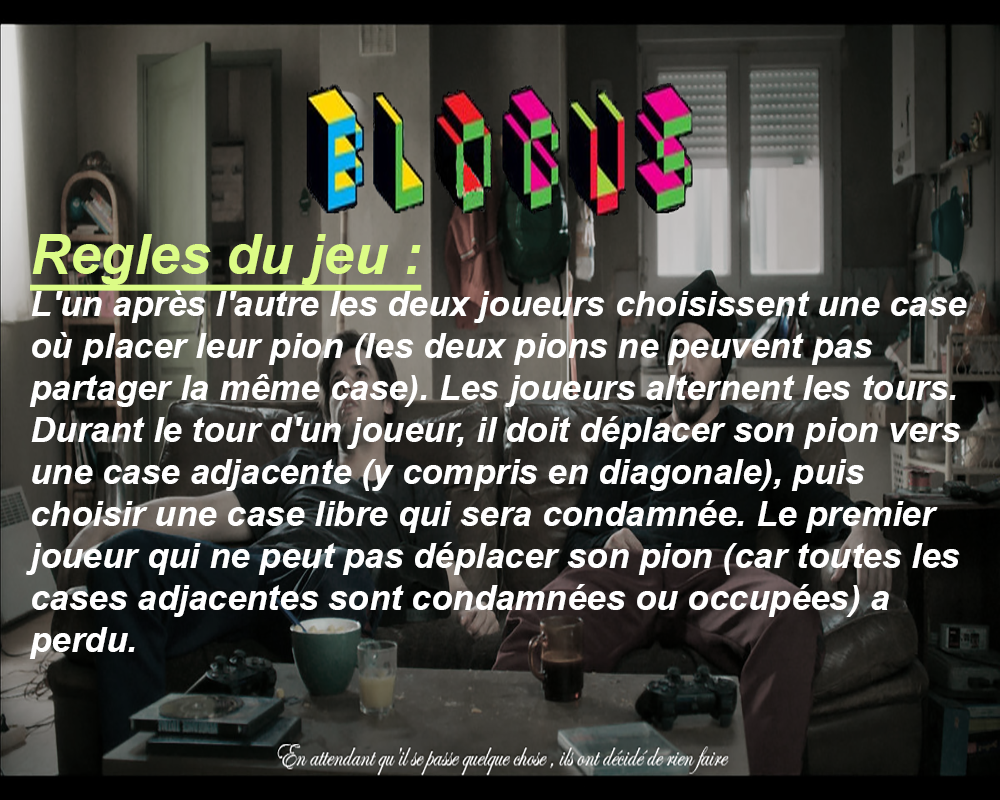 BLOCUS
Regles du jeu :
L'un après l'autre les deux joueurs choisissent une case
où placer leur pion (les deux pions ne peuvent pas
partager la même case). Les joueurs alternent les tours.
Durant le tour d'un joueur, il doit déplacer son pion vers
une case adjacente (y compris en diagonale), puis
choisir une case libre qui sera condamnée. Le premier
joueur qui ne peut pas déplacer son pion (car toutes les
cases adjacentes sont condamnées ou occupées) a
perdu.
En attendant qu'il se passe quelque chose , ils ont décidé de rien faire